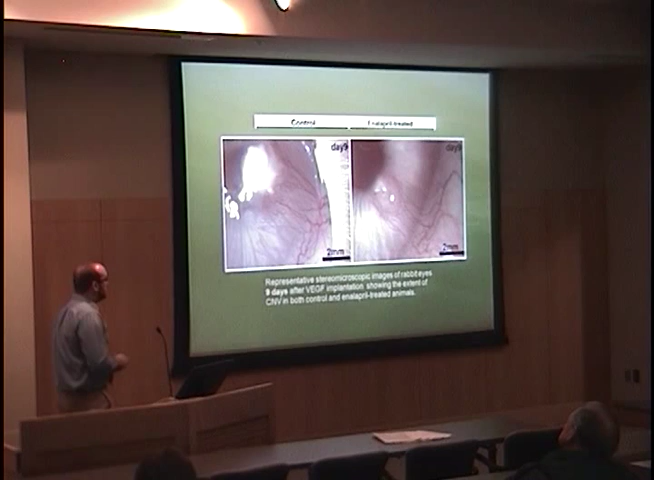 Control Enalapril-treated
day9 day9
2mm 2mm
Representative stereomicroscopic images of rabbit eyes
9 days after VEGF implantation showing the extent of
CNV in both control and enalapril-treated animals.